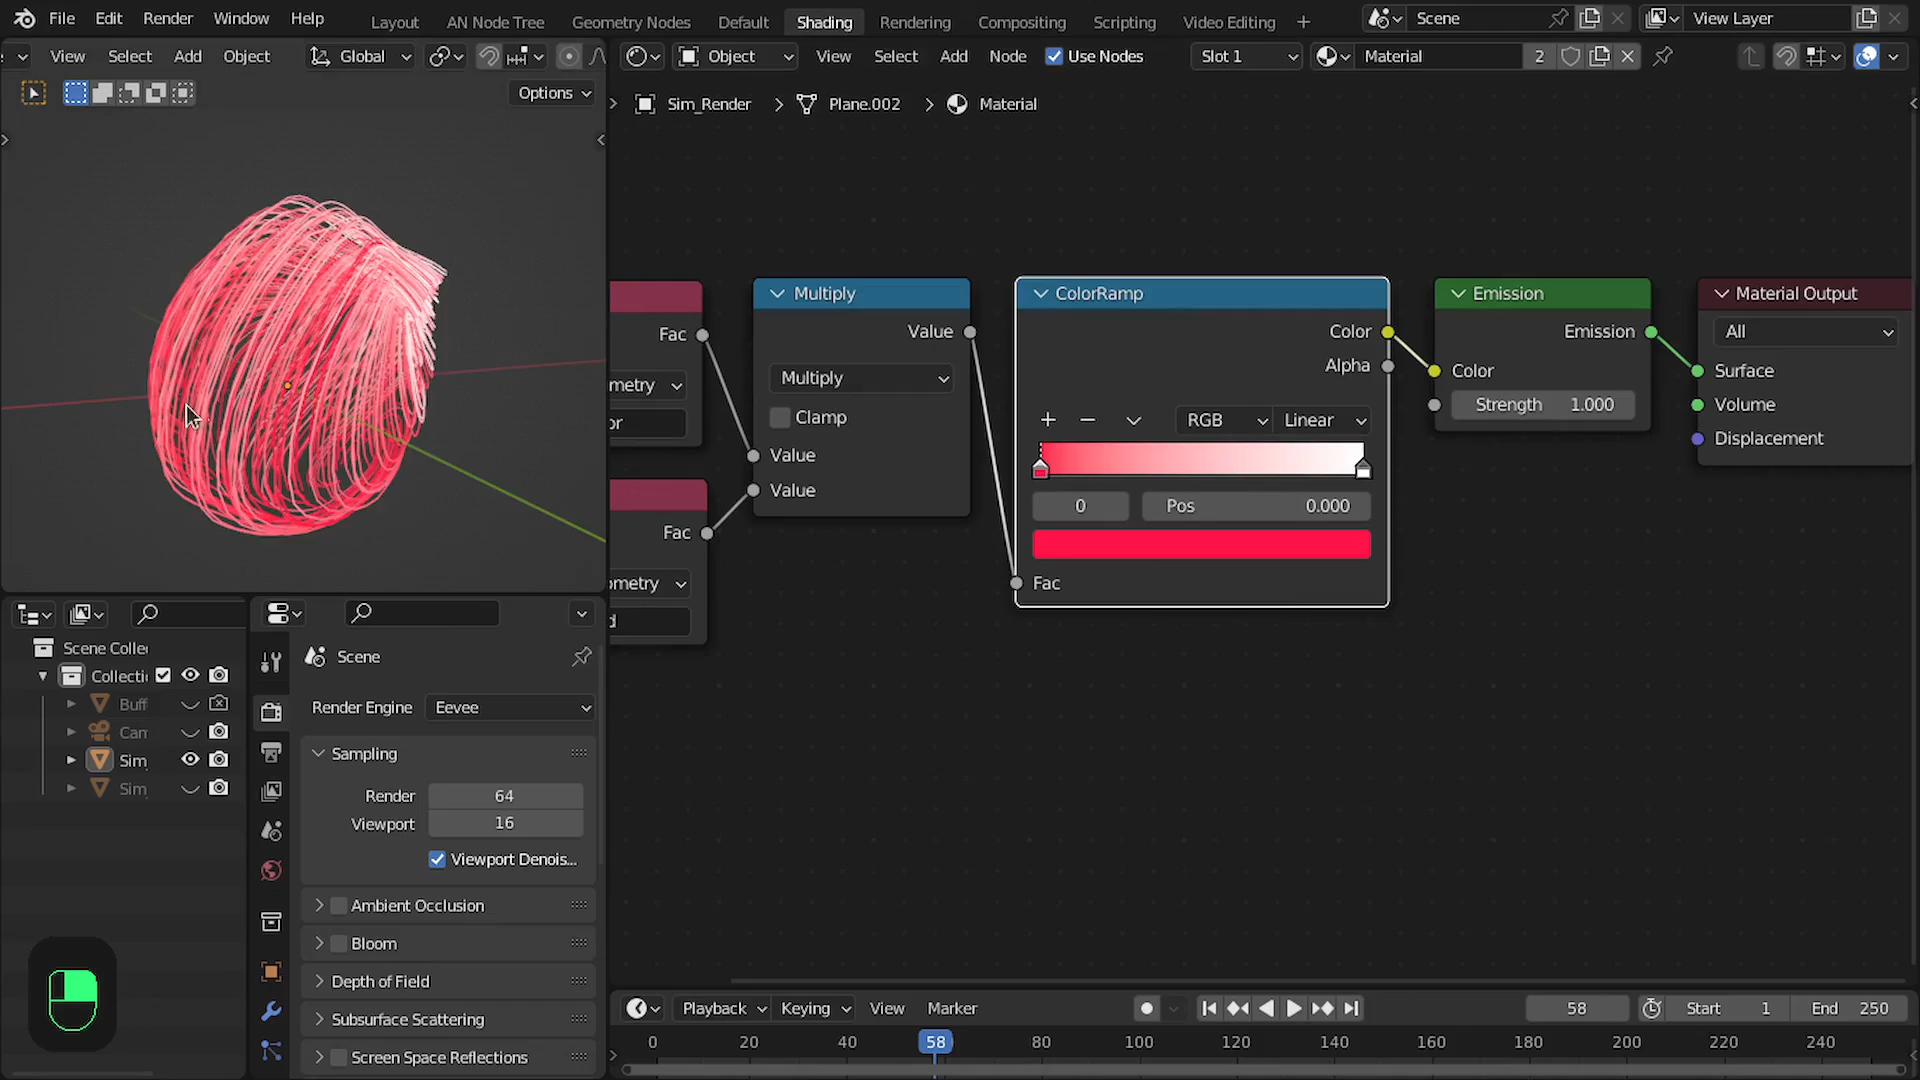 File Edit Render Window Help
Layout AN Node Tree Geometry Nodes Default Shading Rendering Compositing Scripting Video Editing +
Scene
View Layer
View Select Add Object Global
Object View Select Add Node Use Nodes Slot 1 Material 2
Options
Sim_Render > Plane.002 > Material
Fac
metry
or
Fac
ometry
d
Multiply
Value
Multiply
Clamp
Value
Value
ColorRamp
Color
Alpha
+ − RGB Linear
0 Pos 0.000
Fac
Emission
Emission
Color
Strength 1.000
Material Output
All
Surface
Volume
Displacement
Scene Colle
Collecti
Buff
Cam
Sim
Sim
Scene
Render Engine Eevee
Sampling
Render 64
Viewport 16
Viewport Denois...
Ambient Occlusion
Bloom
Depth of Field
Subsurface Scattering
Screen Space Reflections
Playback Keying View Marker
58 Start 1 End 250
0 20 40 58 80 100 120 140 160 180 200 220 240